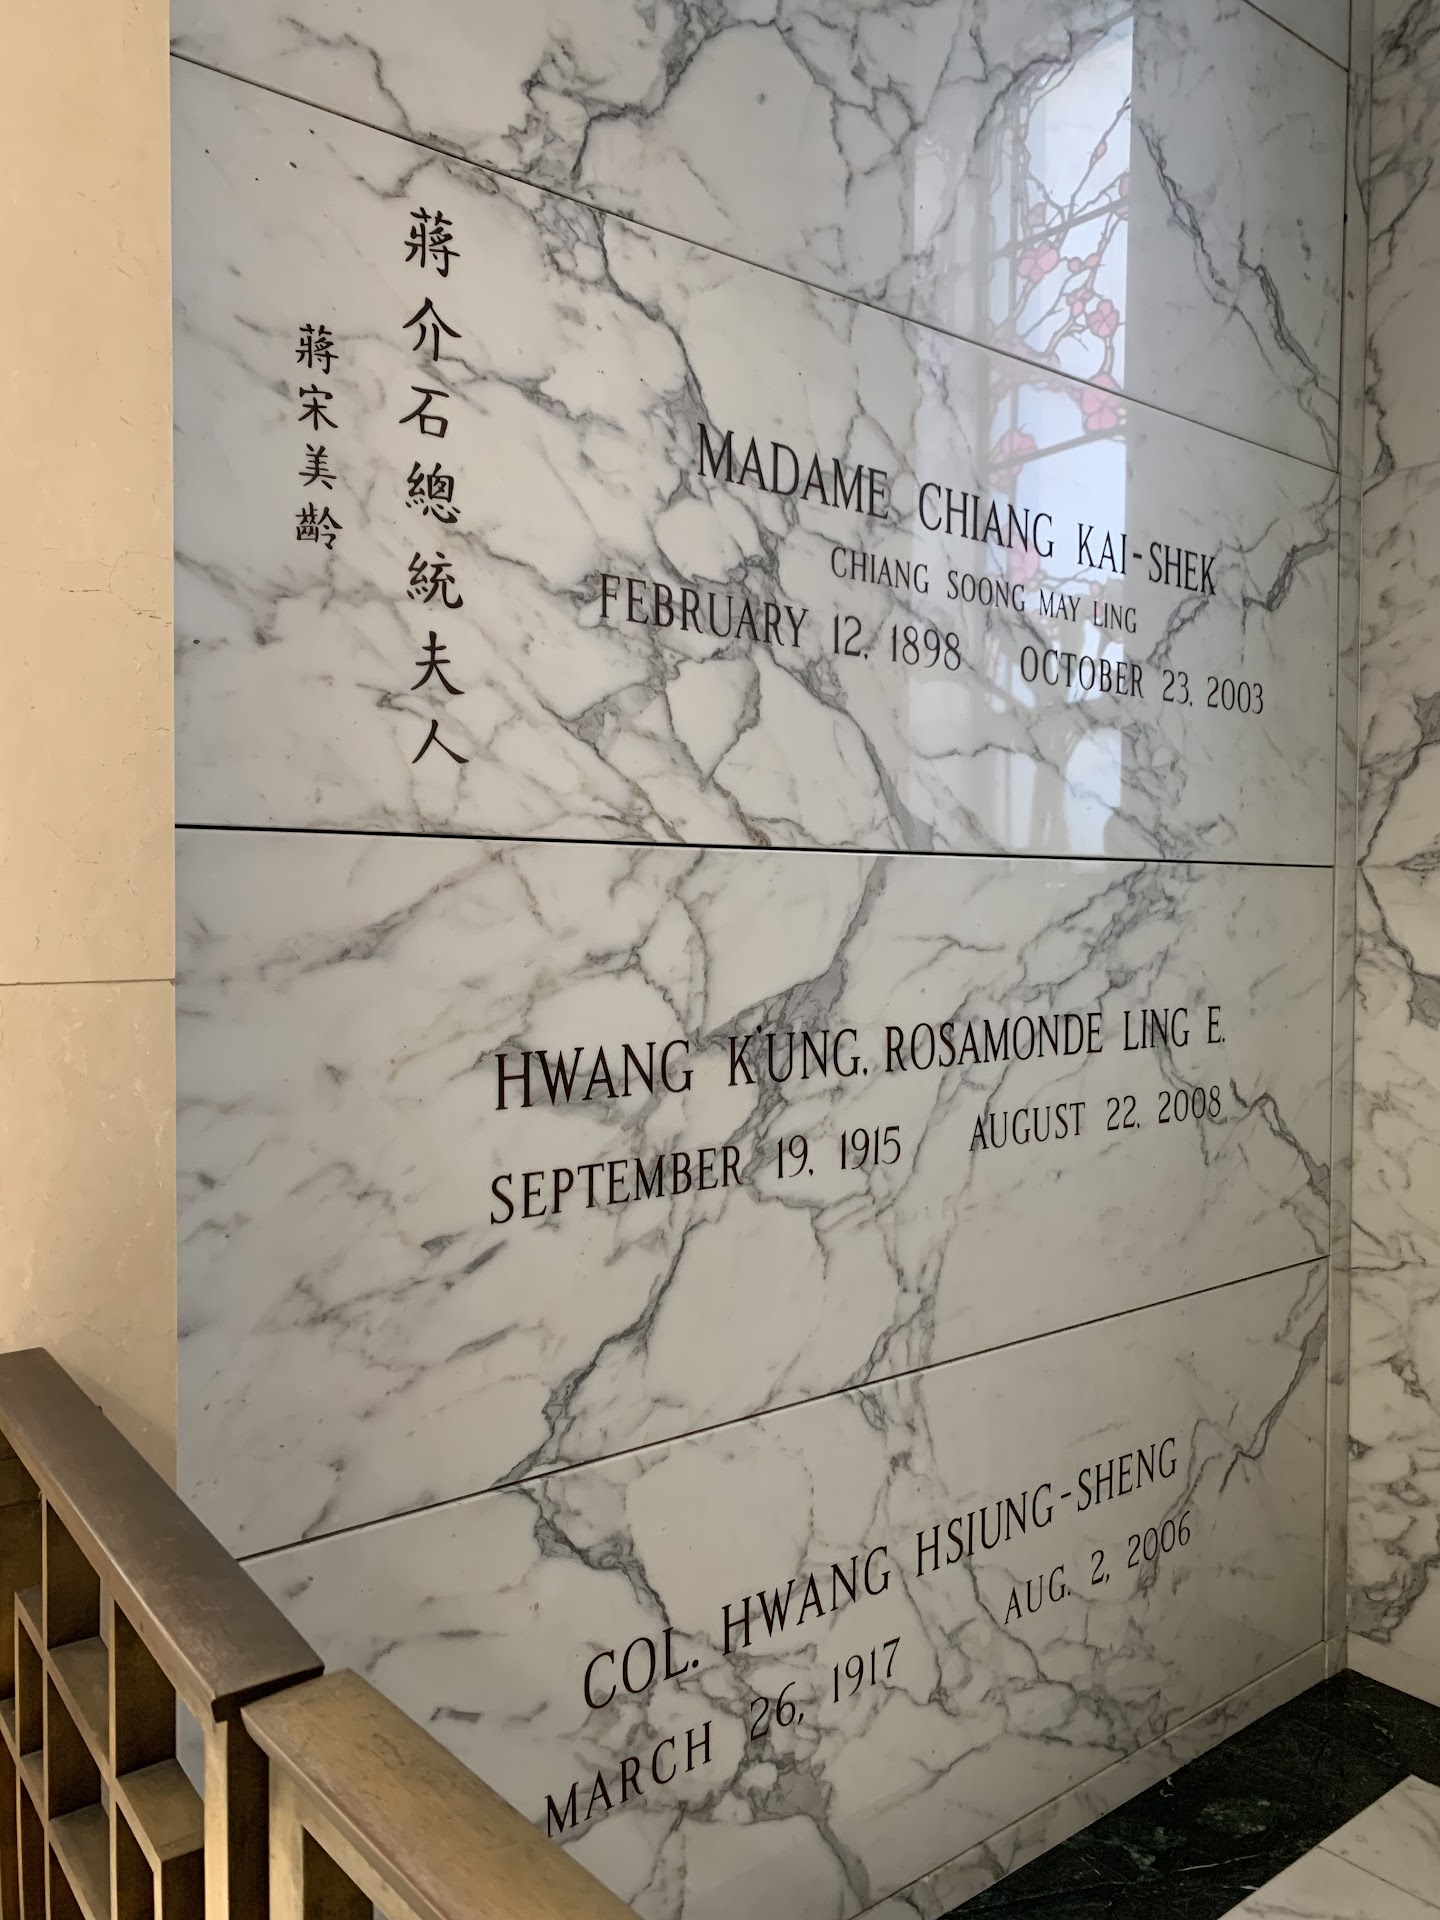 蔣介石總統夫人
蔣宋美齡
MADAME CHIANG KAI-SHEK
CHIANG SOONG MAY LING
FEBRUARY 12, 1898 OCTOBER 23, 2003
HWANG K'UNG, ROSAMONDE LING E.
SEPTEMBER 19, 1915 AUGUST 22, 2008
COL. HWANG HSIUNG-SHENG
MARCH 26, 1917 AUG. 2, 2006